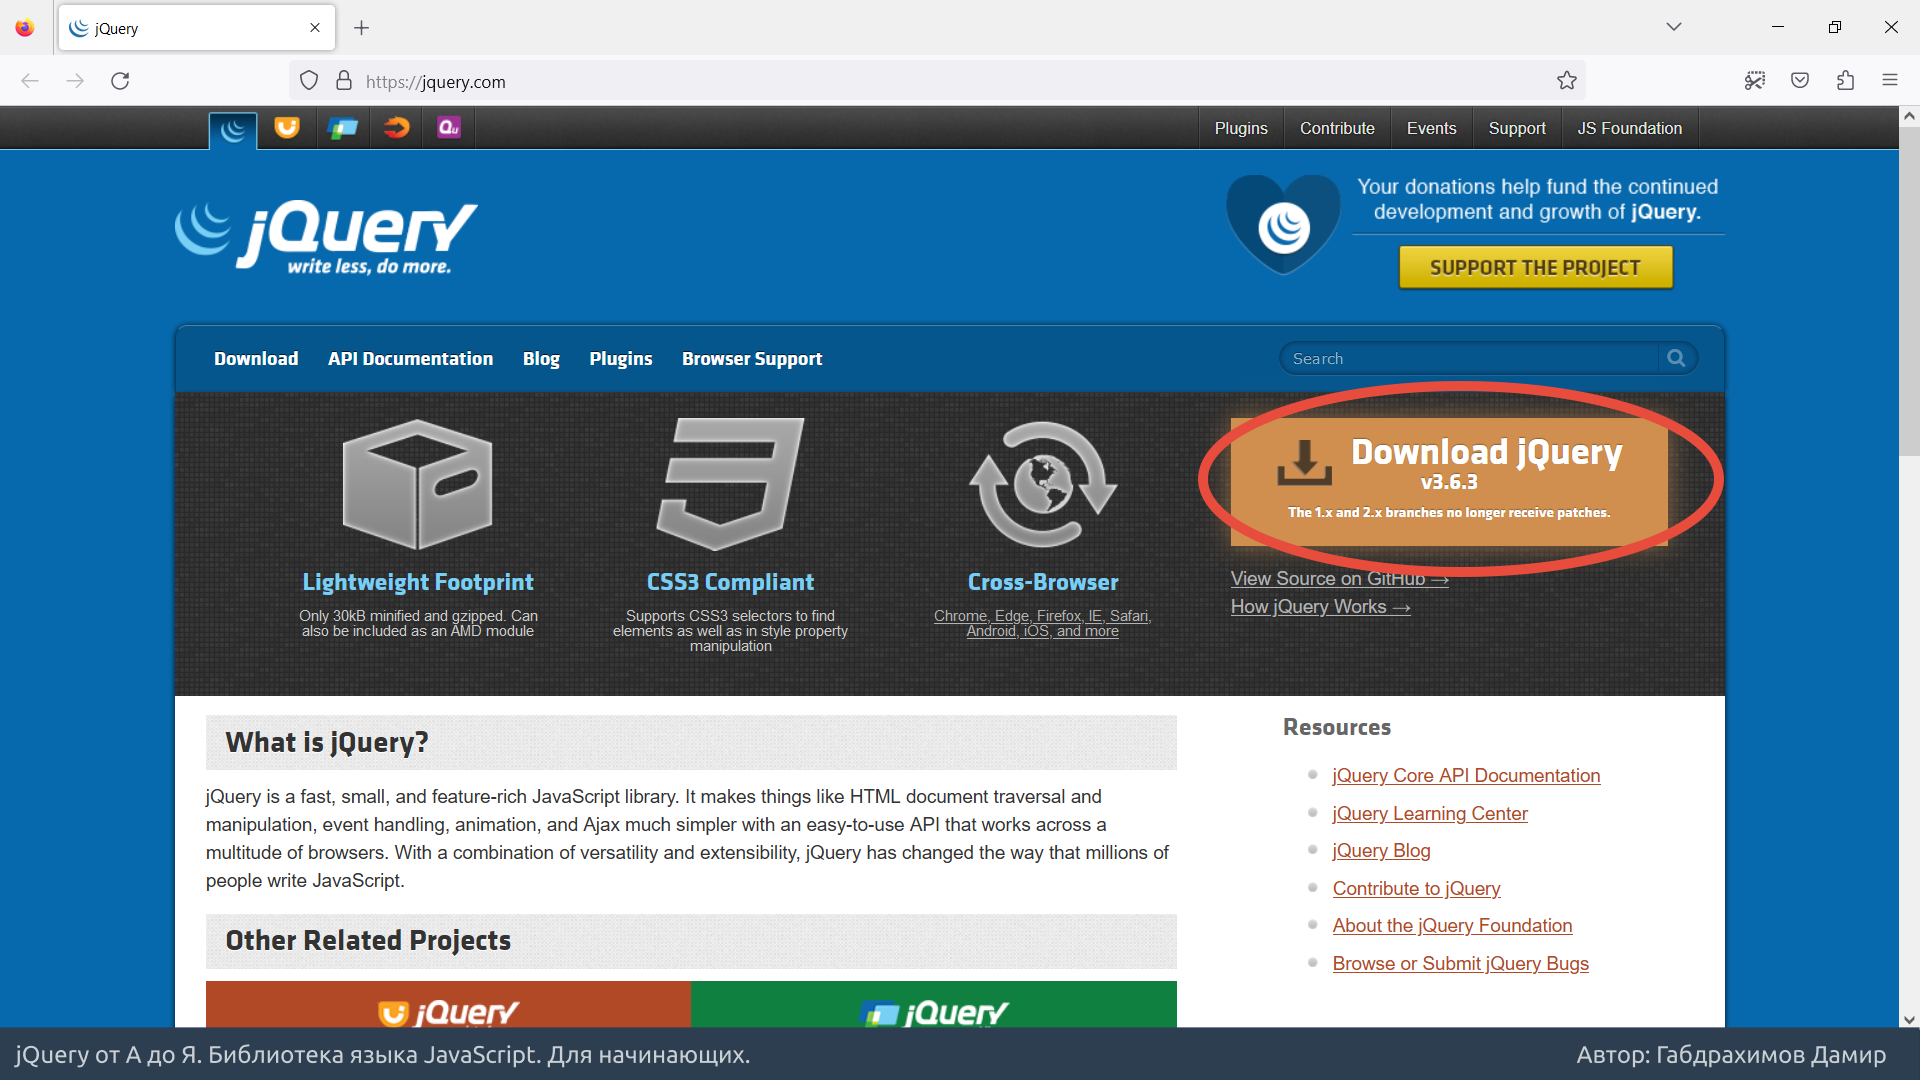 jQuery
https://jquery.com
Qu
Plugins
Contribute
Events
Support
JS Foundation
jQuery
write less, do more.
Your donations help fund the continued
development and growth of jQuery.
SUPPORT THE PROJECT
Download
API Documentation
Blog
Plugins
Browser Support
Search
Download jQuery
v3.6.3
The 1.x and 2.x branches no longer receive patches.
View Source on GitHub →
How jQuery Works →
Lightweight Footprint
Only 30kB minified and gzipped. Can
also be included as an AMD module
CSS3 Compliant
Supports CSS3 selectors to find
elements as well as in style property
manipulation
Cross-Browser
Chrome, Edge, Firefox, IE, Safari,
Android, iOS, and more
What is jQuery?
jQuery is a fast, small, and feature-rich JavaScript library. It makes things like HTML document traversal and
manipulation, event handling, animation, and Ajax much simpler with an easy-to-use API that works across a
multitude of browsers. With a combination of versatility and extensibility, jQuery has changed the way that millions of
people write JavaScript.
Other Related Projects
jQuery
jQuery
Resources
jQuery Core API Documentation
jQuery Learning Center
jQuery Blog
Contribute to jQuery
About the jQuery Foundation
Browse or Submit jQuery Bugs
jQuery от А до Я. Библиотека языка JavaScript. Для начинающих.
Автор: Габдрахимов Дамир